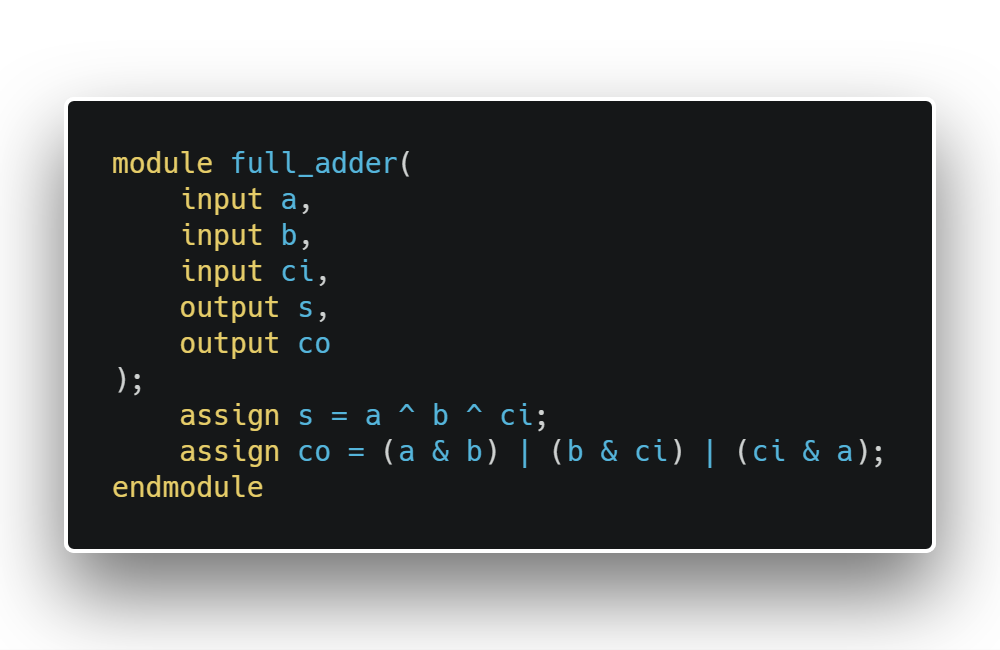 module full_adder(
    input a,
    input b,
    input ci,
    output s,
    output co
);
    assign s = a ^ b ^ ci;
    assign co = (a & b) | (b & ci) | (ci & a);
endmodule